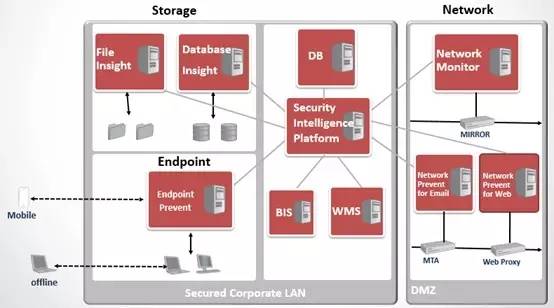 Storage
Network
File
Insight
Database
Insight
DB
Network
Monitor
Security
Intelligence
Platform
MIRROR
Endpoint
Endpoint
Prevent
BIS
WMS
Network
Prevent
for Email
Network
Prevent
for Web
Mobile
offline
MTA
Web Proxy
Secured Corporate LAN
DMZ